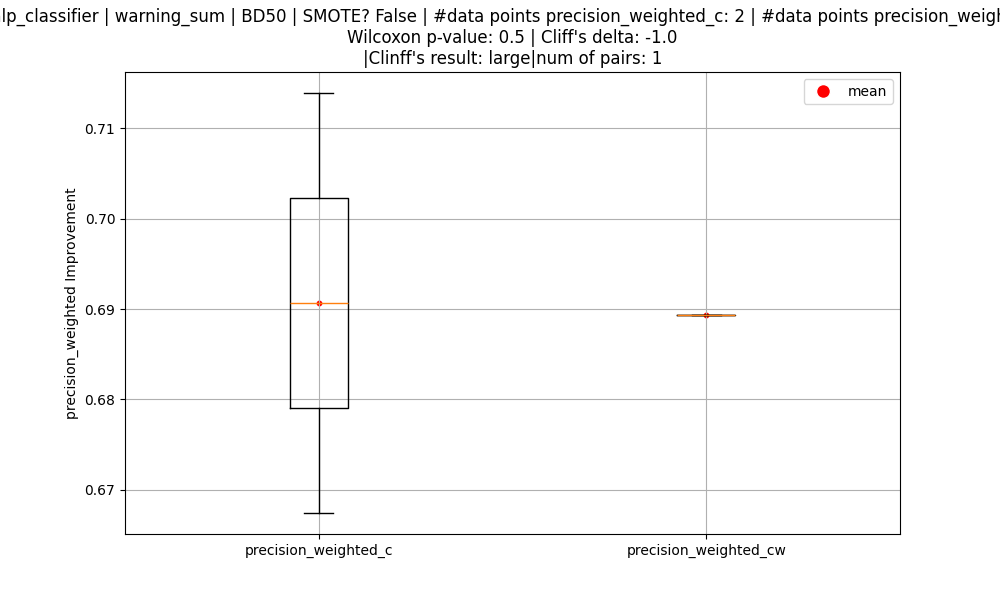 lp_classifier | warning_sum | BD50 | SMOTE? False | #data points precision_weighted_c: 2 | #data points precision_weigh
Wilcoxon p-value: 0.5 | Cliff's delta: -1.0
|Clinff's result: large|num of pairs: 1
mean
0.71
0.70
0.69
0.68
0.67
precision_weighted Improvement
precision_weighted_c
precision_weighted_cw